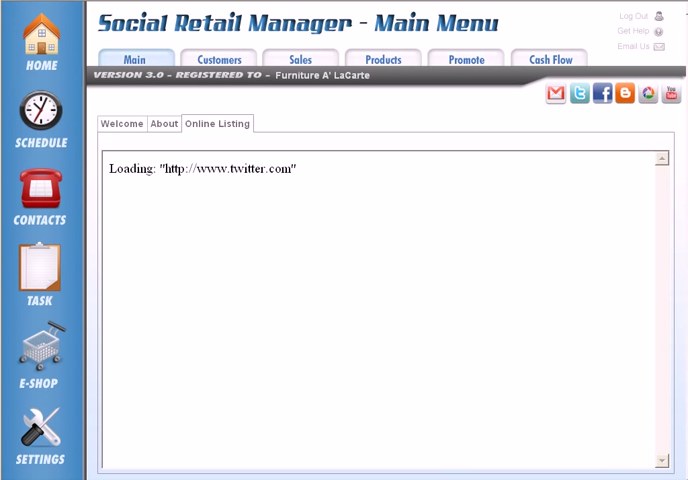 Social Retail Manager - Main Menu
Log Out
Get Help
Email Us
Main
Customers
Sales
Products
Promote
Cash Flow
VERSION 3.0 - REGISTERED TO - Furniture A' LaCarte
You
Tube
Welcome
About
Online Listing
Loading: "http://www.twitter.com"
HOME
SCHEDULE
CONTACTS
TASK
E-SHOP
SETTINGS